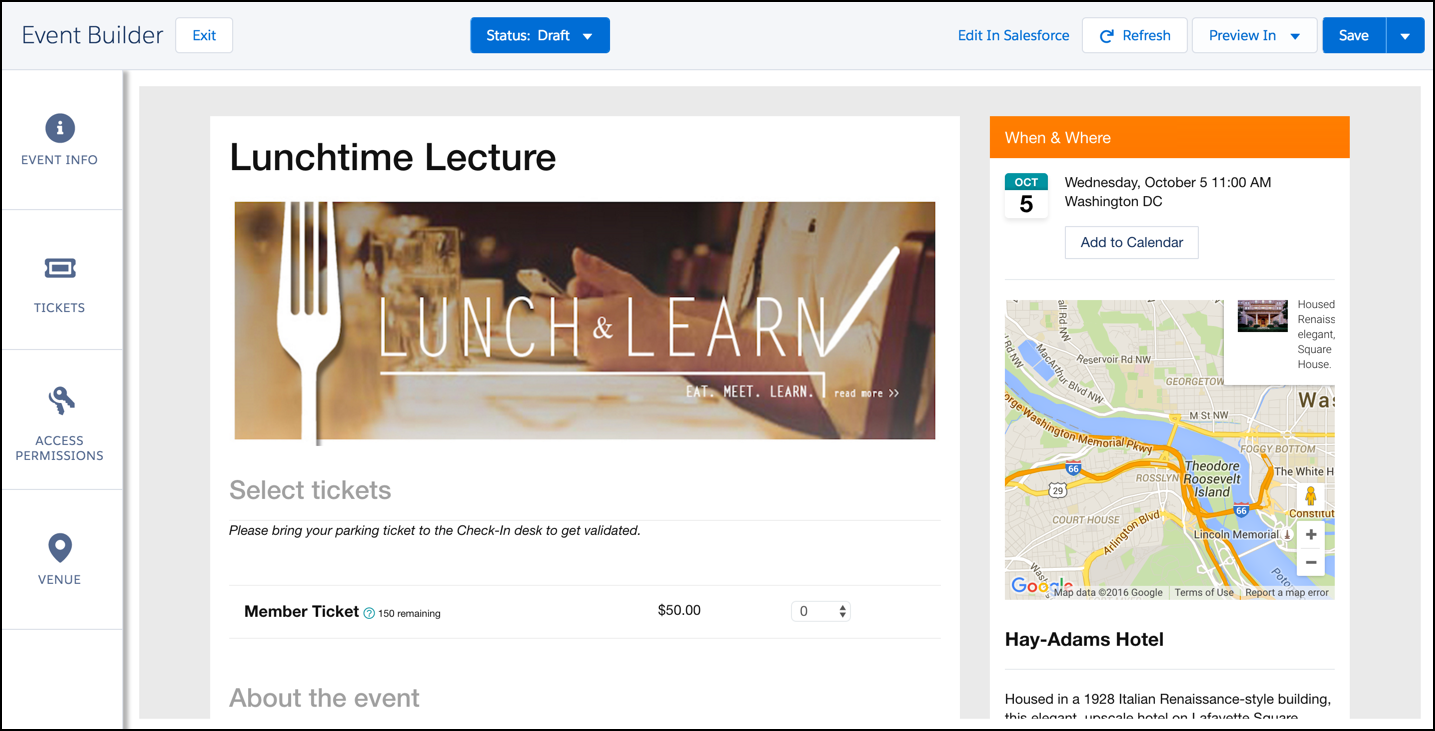 Event Builder
Exit
Status: Draft
Edit In Salesforce
Refresh
Preview In
Save
EVENT INFO
TICKETS
ACCESS
PERMISSIONS
VENUE
Lunchtime Lecture
LUNCH & LEARN
EAT. MEET. LEARN.
read more >>
Select tickets
Please bring your parking ticket to the Check-In desk to get validated.
Member Ticket ? 150 remaining
$50.00
0
About the event
When & Where
OCT
5
Wednesday, October 5 11:00 AM
Washington DC
Add to Calendar
Housed
Renaiss
elegant,
Square
House.
Rd NW
MacArthur Blvd NW
Reservoir Rd NW
GEORGETOW
Was
M St NW
orge Washington Memorial Pkwy
FOGGY BOTTOM
66
Theodore
Roosevelt
Island
The White H
ROSSLYN
29
66
Constitut
COURT HOUSE
Arlington Blvd
Lincoln Memorial
+
−
Poto
Google
Map data ©2016 Google
Terms of Use
Report a map error
Hay-Adams Hotel
Housed in a 1928 Italian Renaissance-style building,
this elegant, upscale hotel on Lafayette Square